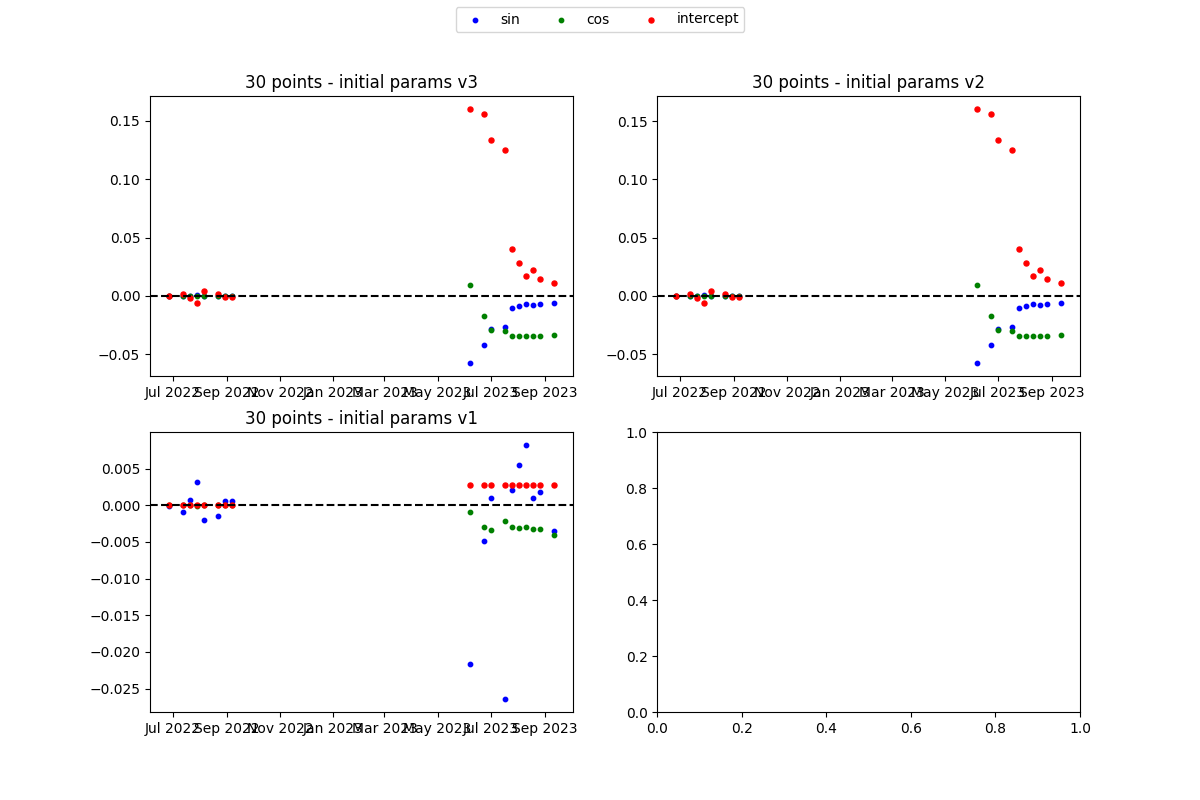 sin cos intercept
30 points - initial params v3
0.15
0.10
0.05
0.00
−0.05
Jul 2022 Sep 2022 Nov 2022 Jan 2023 Mar 2023 May 2023 Jul 2023 Sep 2023
30 points - initial params v2
0.15
0.10
0.05
0.00
−0.05
Jul 2022 Sep 2022 Nov 2022 Jan 2023 Mar 2023 May 2023 Jul 2023 Sep 2023
30 points - initial params v1
0.005
0.000
−0.005
−0.010
−0.015
−0.020
−0.025
Jul 2022 Sep 2022 Nov 2022 Jan 2023 Mar 2023 May 2023 Jul 2023 Sep 2023
1.0
0.8
0.6
0.4
0.2
0.0
0.0 0.2 0.4 0.6 0.8 1.0